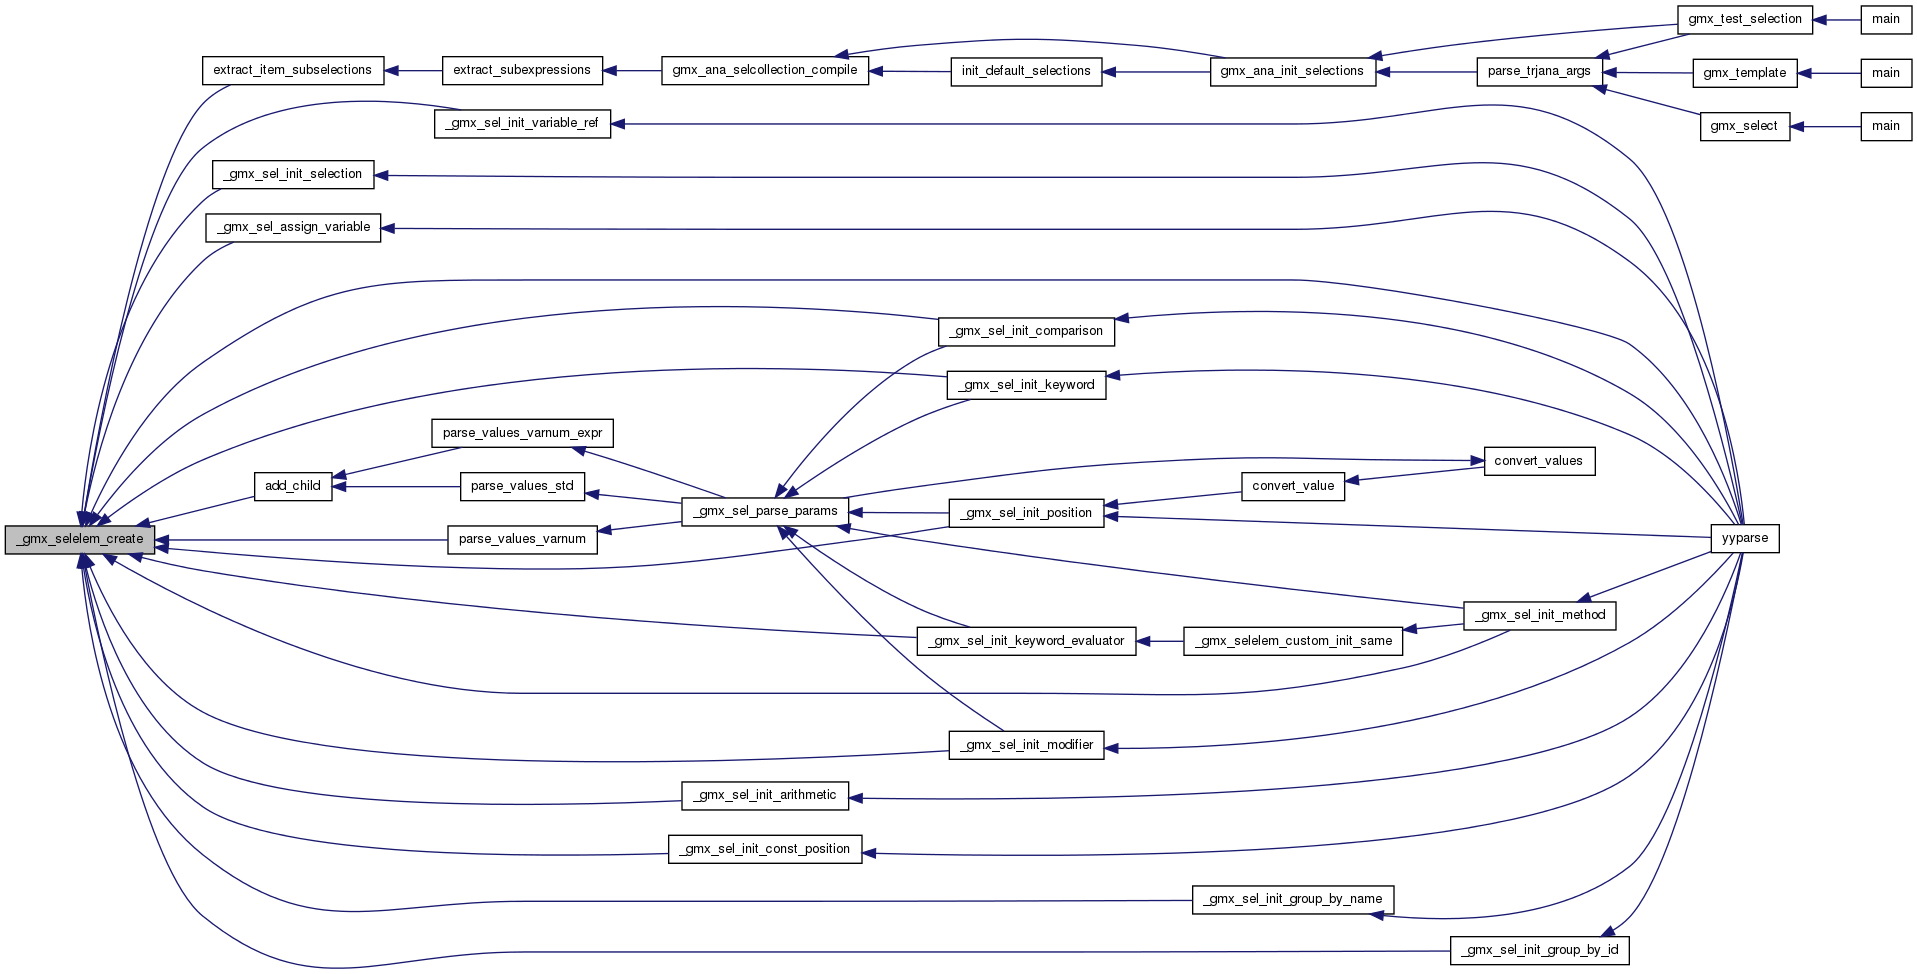 gmx_test_selection
main
extract_item_subselections
extract_subexpressions
gmx_ana_selcollection_compile
init_default_selections
gmx_ana_init_selections
parse_trjana_args
gmx_template
main
_gmx_sel_init_variable_ref
gmx_select
main
_gmx_sel_init_selection
_gmx_sel_assign_variable
_gmx_sel_init_comparison
_gmx_sel_init_keyword
parse_values_varnum_expr
convert_values
add_child
parse_values_std
convert_value
_gmx_sel_parse_params
_gmx_sel_init_position
_gmx_selelem_create
parse_values_varnum
yyparse
_gmx_sel_init_method
_gmx_sel_init_keyword_evaluator
_gmx_selelem_custom_init_same
_gmx_sel_init_modifier
_gmx_sel_init_arithmetic
_gmx_sel_init_const_position
_gmx_sel_init_group_by_name
_gmx_sel_init_group_by_id